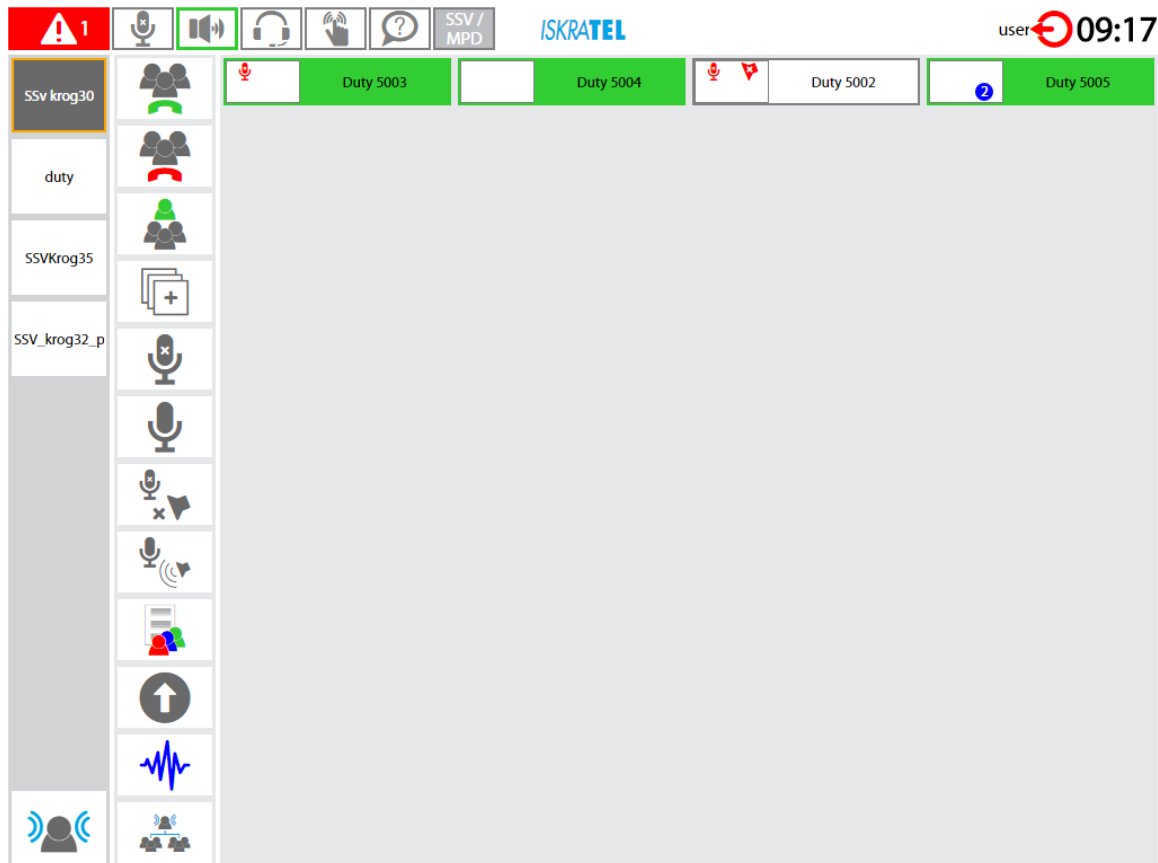 1
?
SSV /
MPD
ISKRATEL
user
09:17
SSv krog30
Duty 5003
Duty 5004
Duty 5002
2
Duty 5005
duty
SSVKrog35
SSV_krog32_p